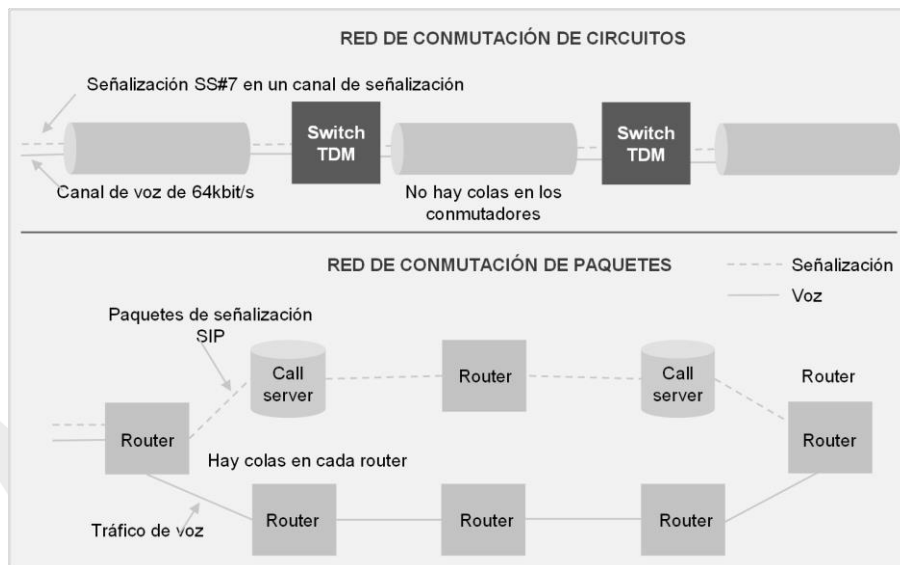 RED DE CONMUTACIÓN DE CIRCUITOS
Señalización SS#7 en un canal de señalización
Switch
TDM
Switch
TDM
Canal de voz de 64kbit/s
No hay colas en los
conmutadores
RED DE CONMUTACIÓN DE PAQUETES
Señalización
Voz
Paquetes de señalización
SIP
Call
server
Router
Call
server
Router
Router
Router
Hay colas en cada router
Tráfico de voz
Router
Router
Router